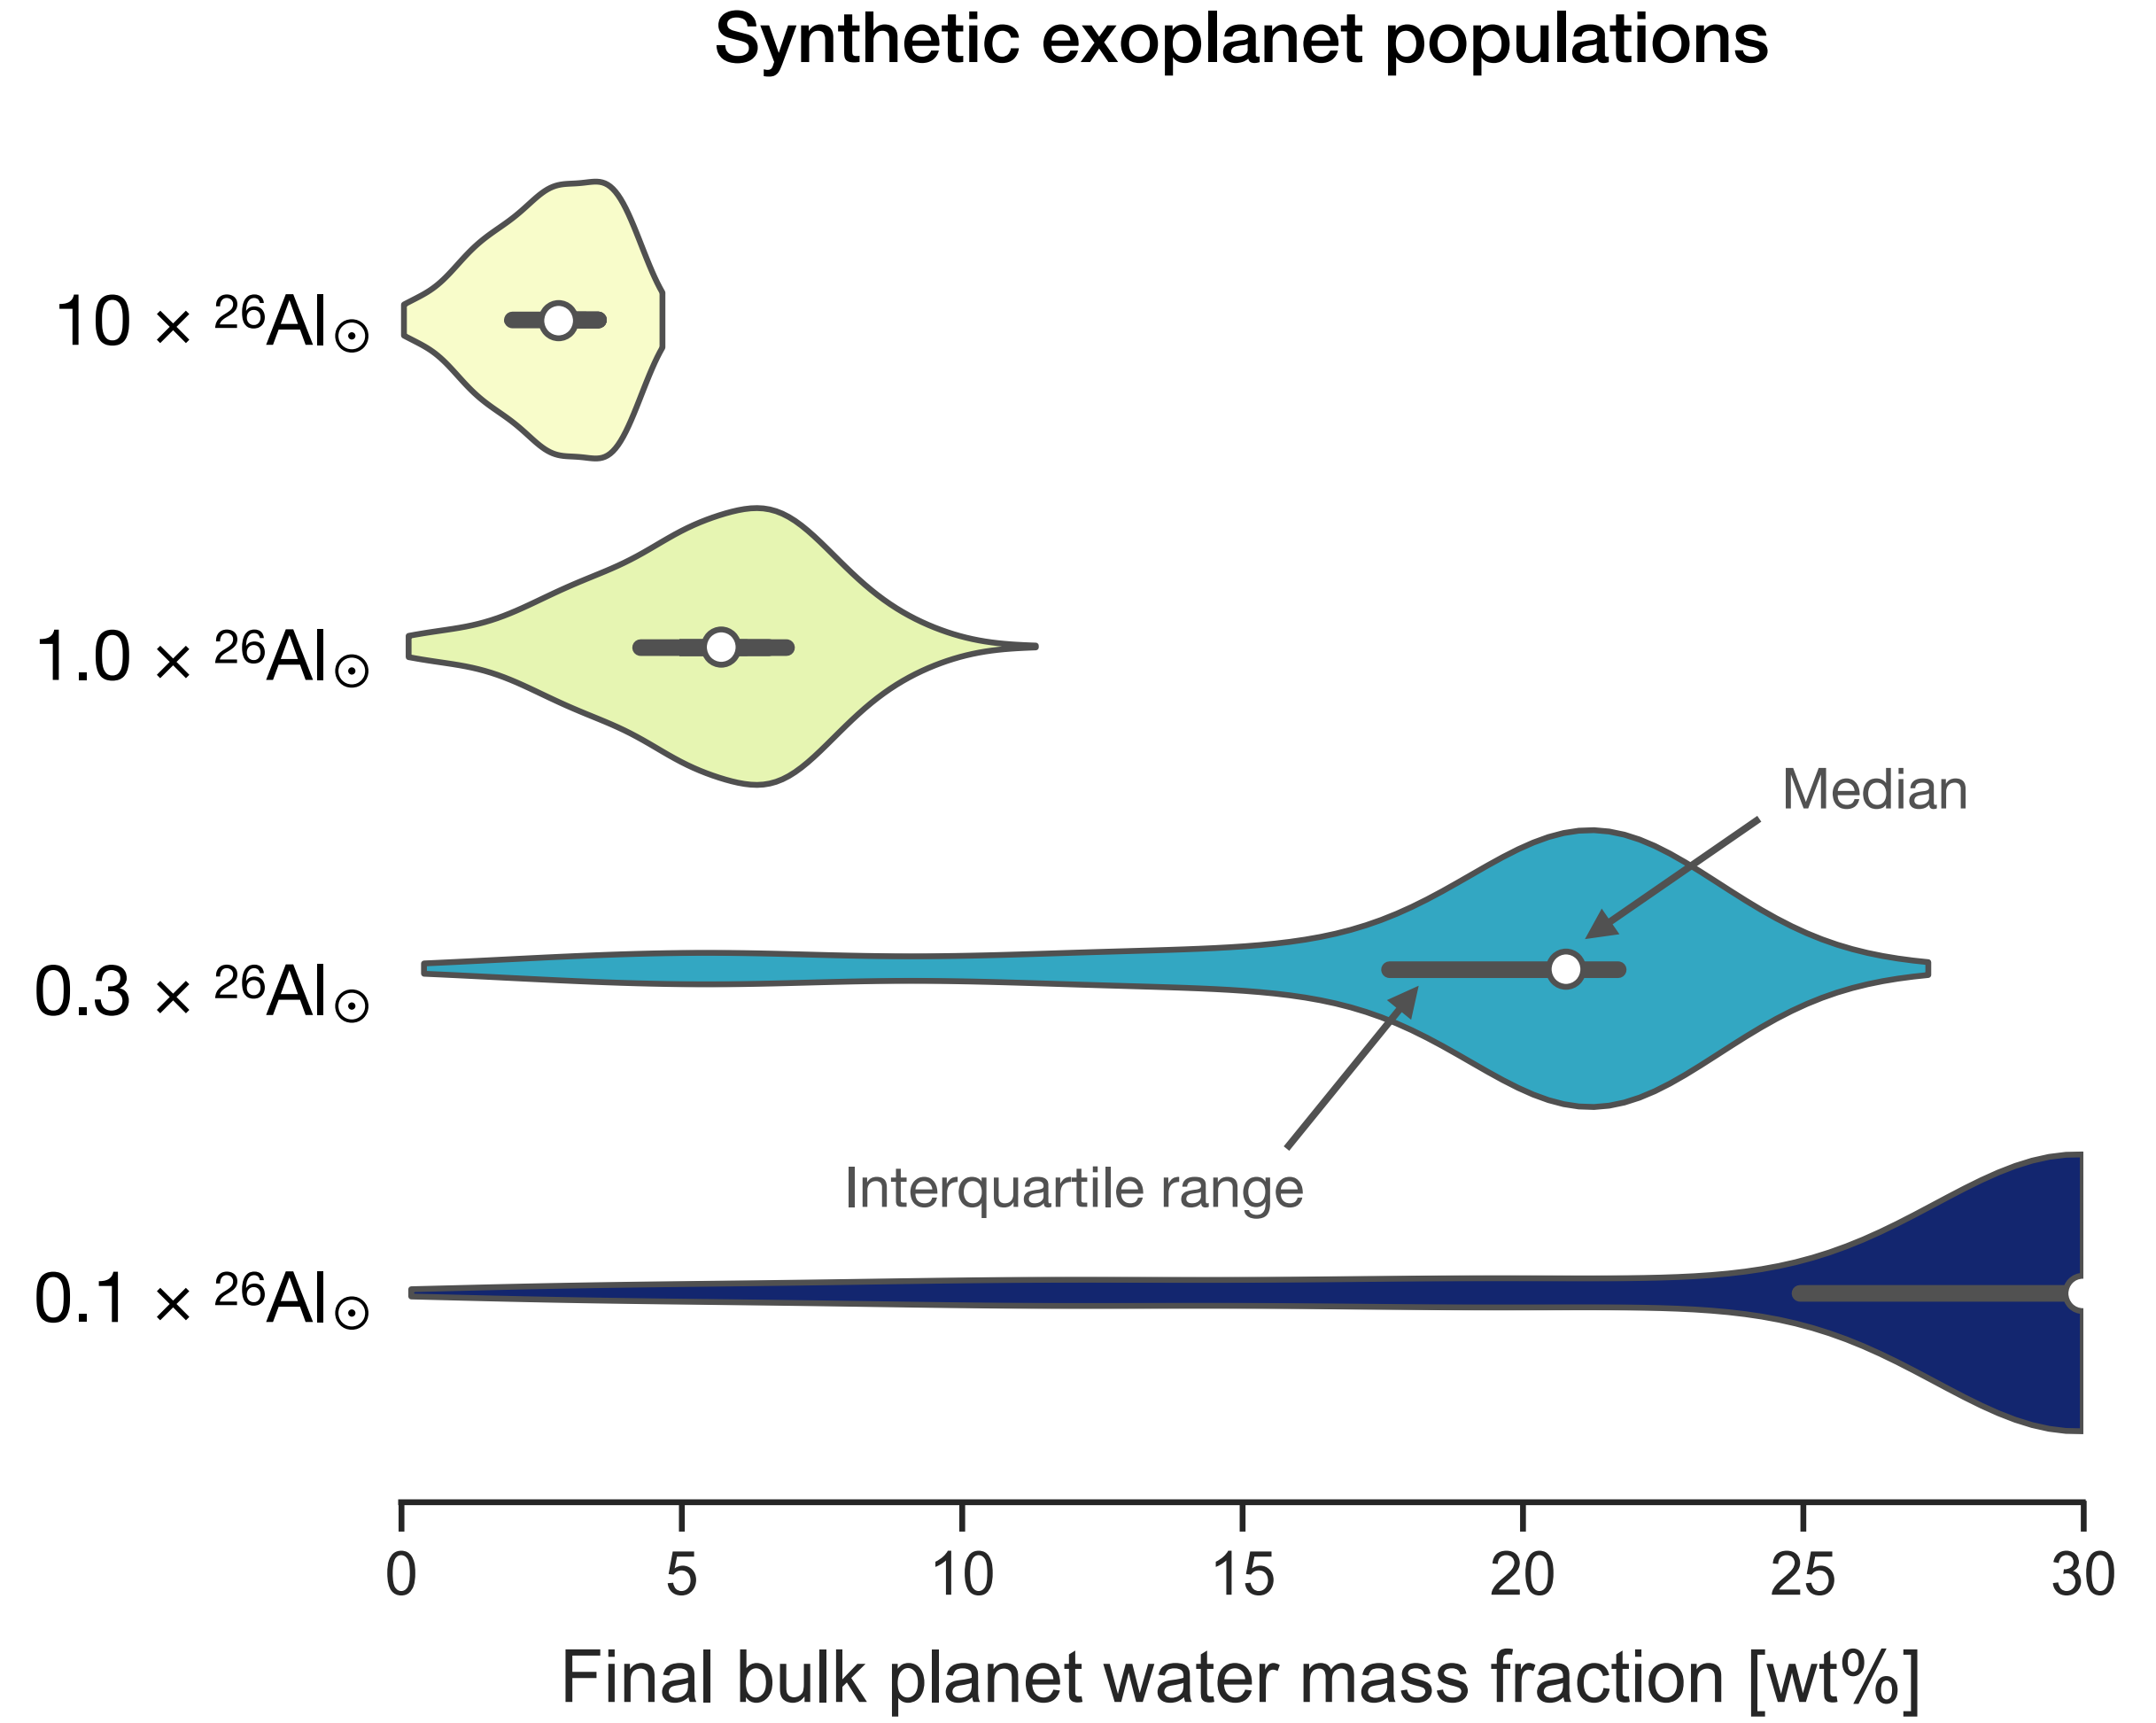 Synthetic exoplanet populations
10 × ²⁶Al☉
1.0 × ²⁶Al☉
Median
0.3 × ²⁶Al☉
Interquartile range
0.1 × ²⁶Al☉
0 5 10 15 20 25 30
Final bulk planet water mass fraction [wt%]